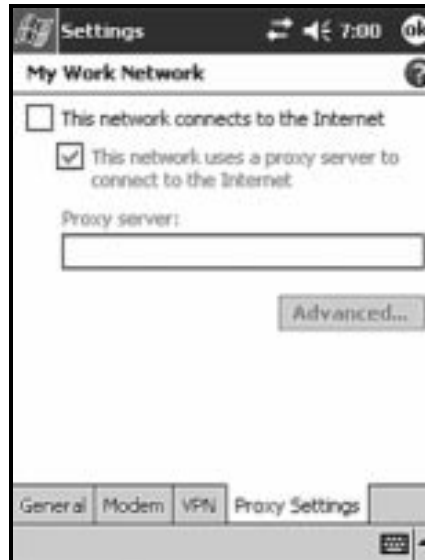 Settings 7:00 ok
My Work Network ?
This network connects to the Internet
This network uses a proxy server to
connect to the Internet
Proxy server:
Advanced...
General Modem VPN Proxy Settings